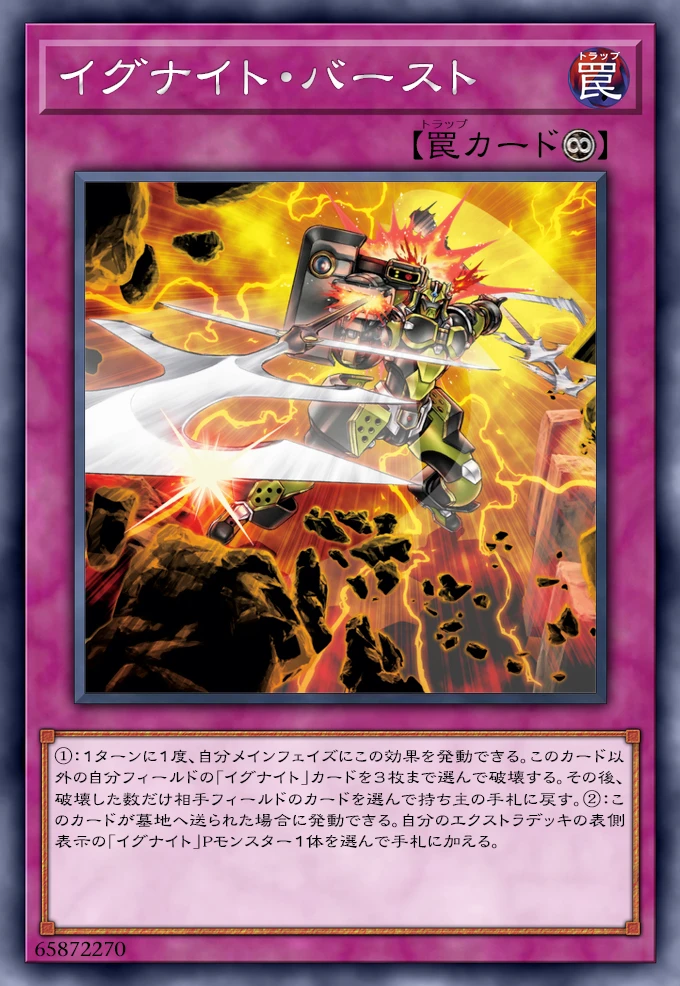 イグナイト・バースト
トラップ
罠
トラップ
【罠カード】
①：１ターンに１度、自分メインフェイズにこの効果を発動できる。このカード以
外の自分フィールドの「イグナイト」カードを３枚まで選んで破壊する。その後、
破壊した数だけ相手フィールドのカードを選んで持ち主の手札に戻す。②：こ
のカードが墓地へ送られた場合に発動できる。自分のエクストラデッキの表側
表示の「イグナイト」Ｐモンスター１体を選んで手札に加える。
65872270